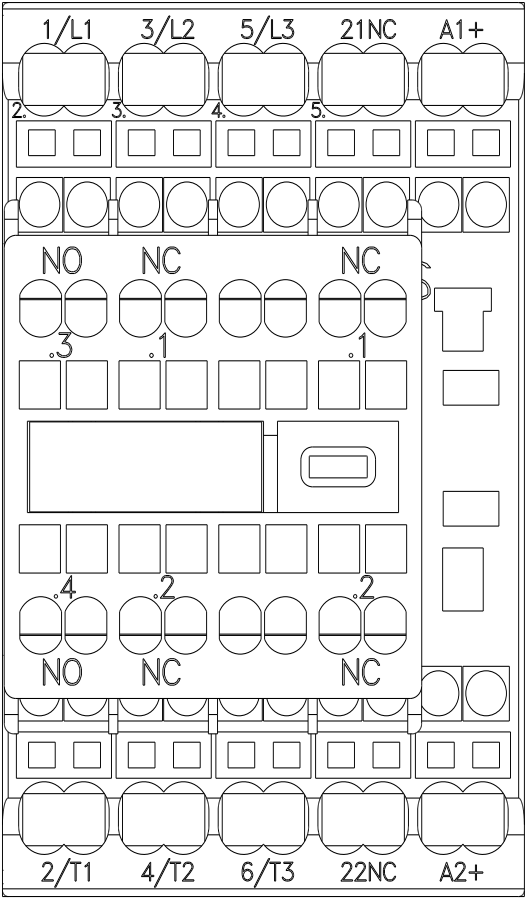 1/L1 3/L2 5/L3 21NC A1+
2. 3. 4. 5.
NO NC NC
.3 .1 .1
.4 .2 .2
NO NC NC
2/T1 4/T2 6/T3 22NC A2+